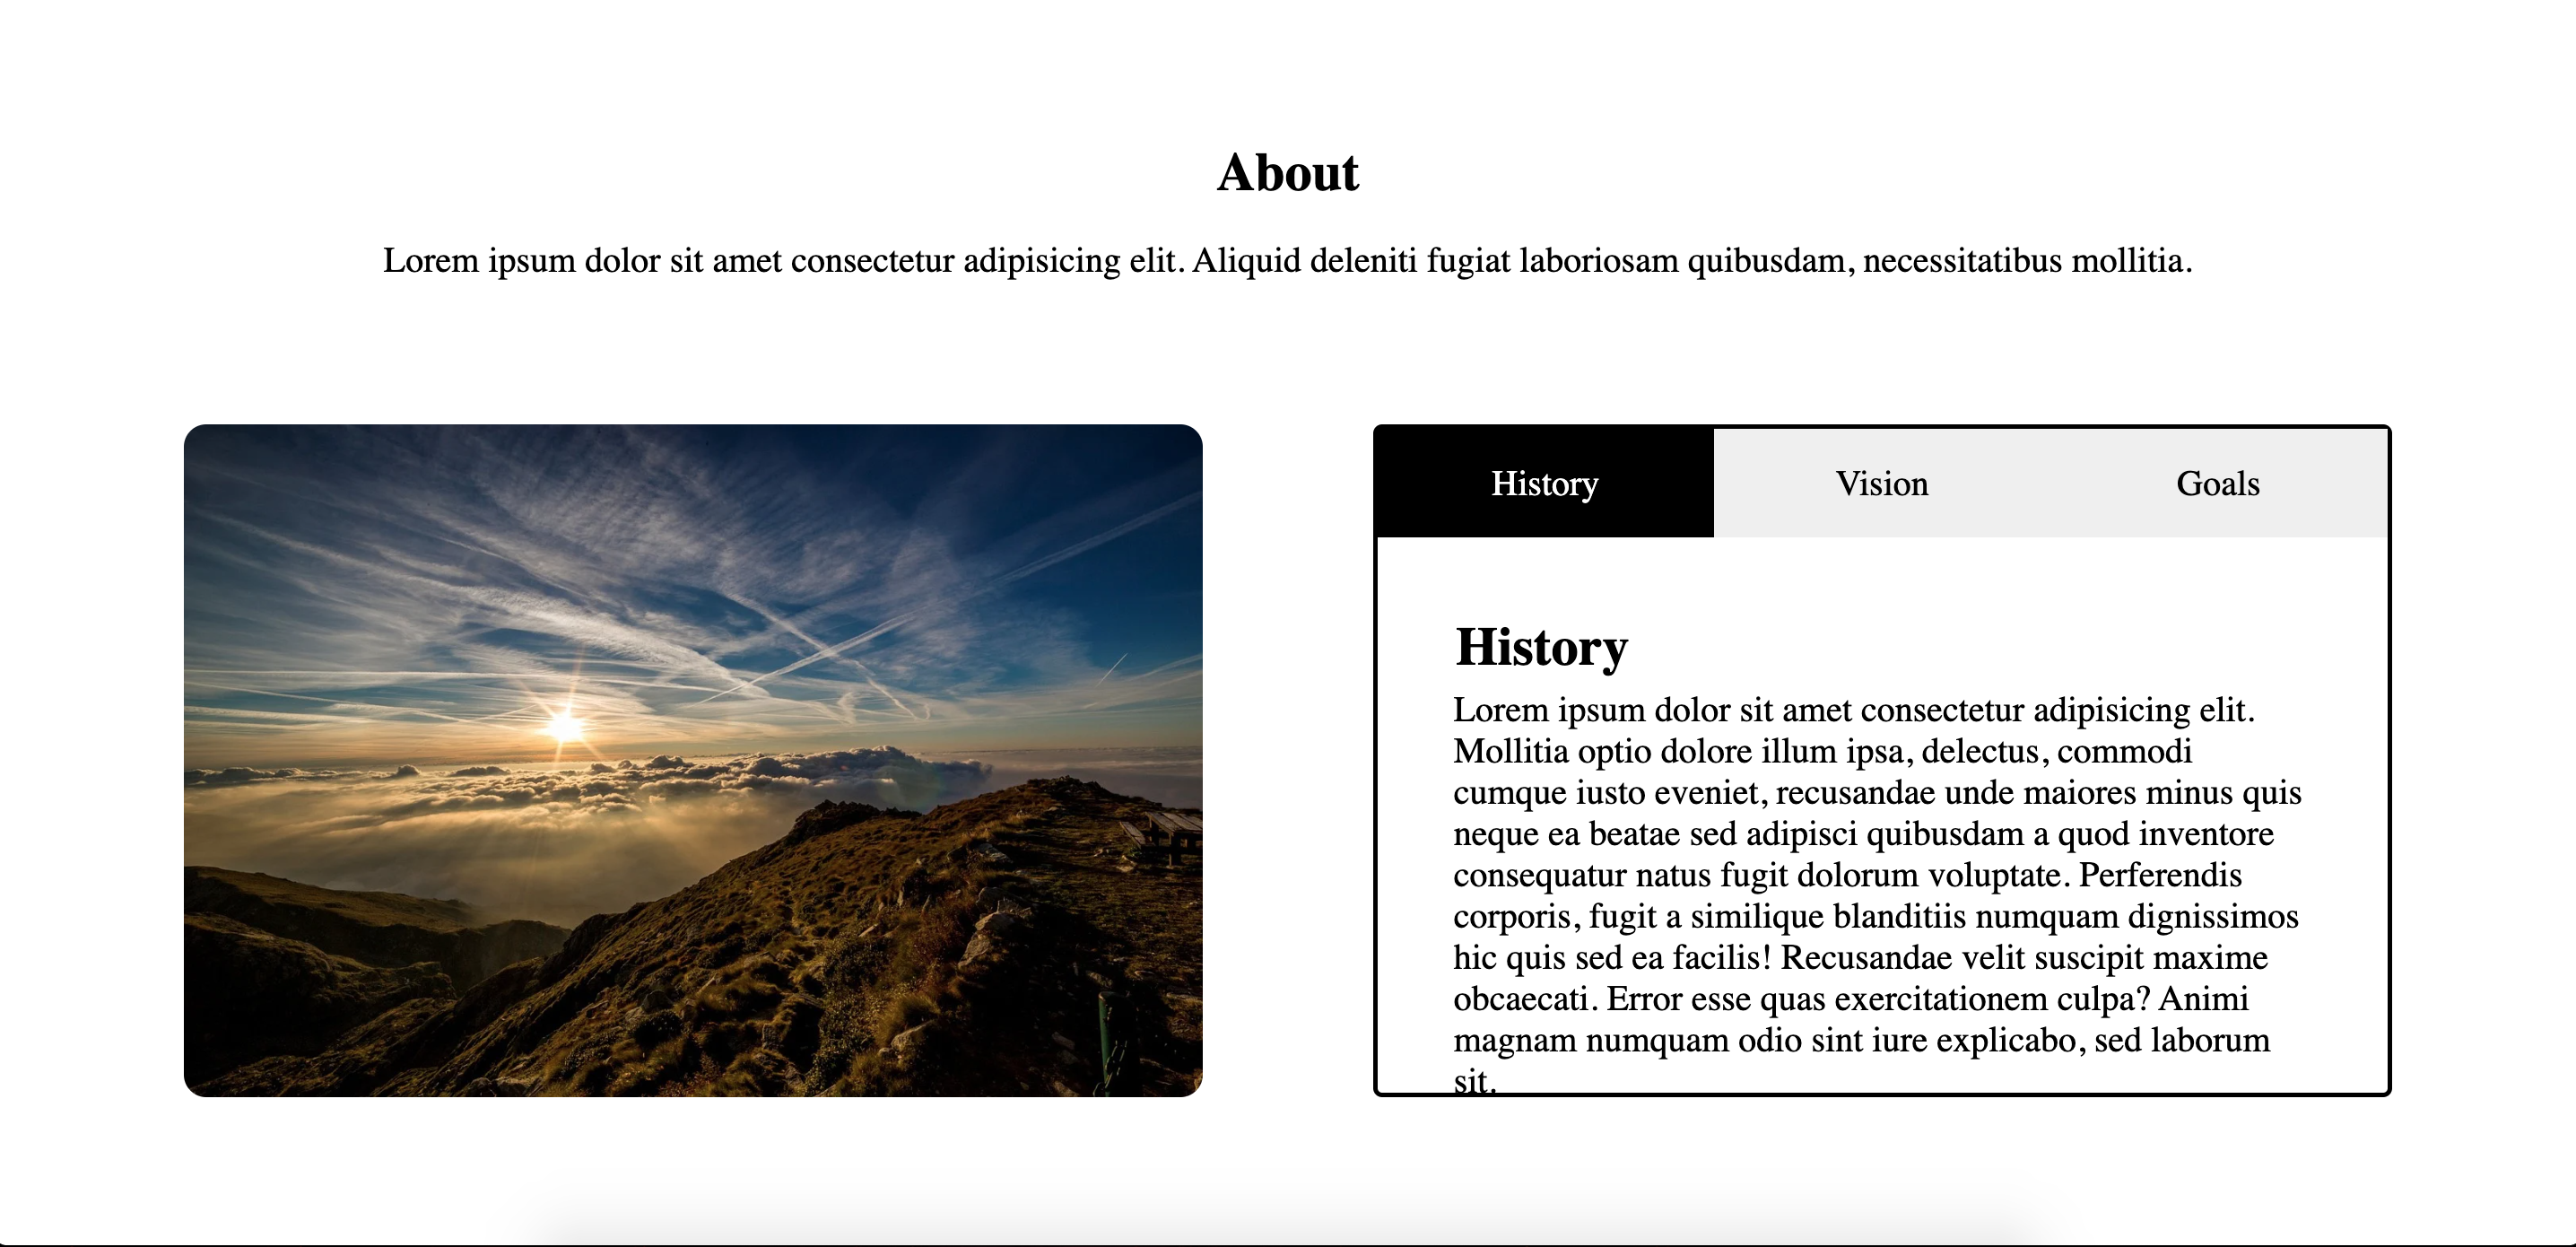 About
Lorem ipsum dolor sit amet consectetur adipisicing elit. Aliquid deleniti fugiat laboriosam quibusdam, necessitatibus mollitia.
History Vision Goals
History
Lorem ipsum dolor sit amet consectetur adipisicing elit.
Mollitia optio dolore illum ipsa, delectus, commodi
cumque iusto eveniet, recusandae unde maiores minus quis
neque ea beatae sed adipisci quibusdam a quod inventore
consequatur natus fugit dolorum voluptate. Perferendis
corporis, fugit a similique blanditiis numquam dignissimos
hic quis sed ea facilis! Recusandae velit suscipit maxime
obcaecati. Error esse quas exercitationem culpa? Animi
magnam numquam odio sint iure explicabo, sed laborum
sit.